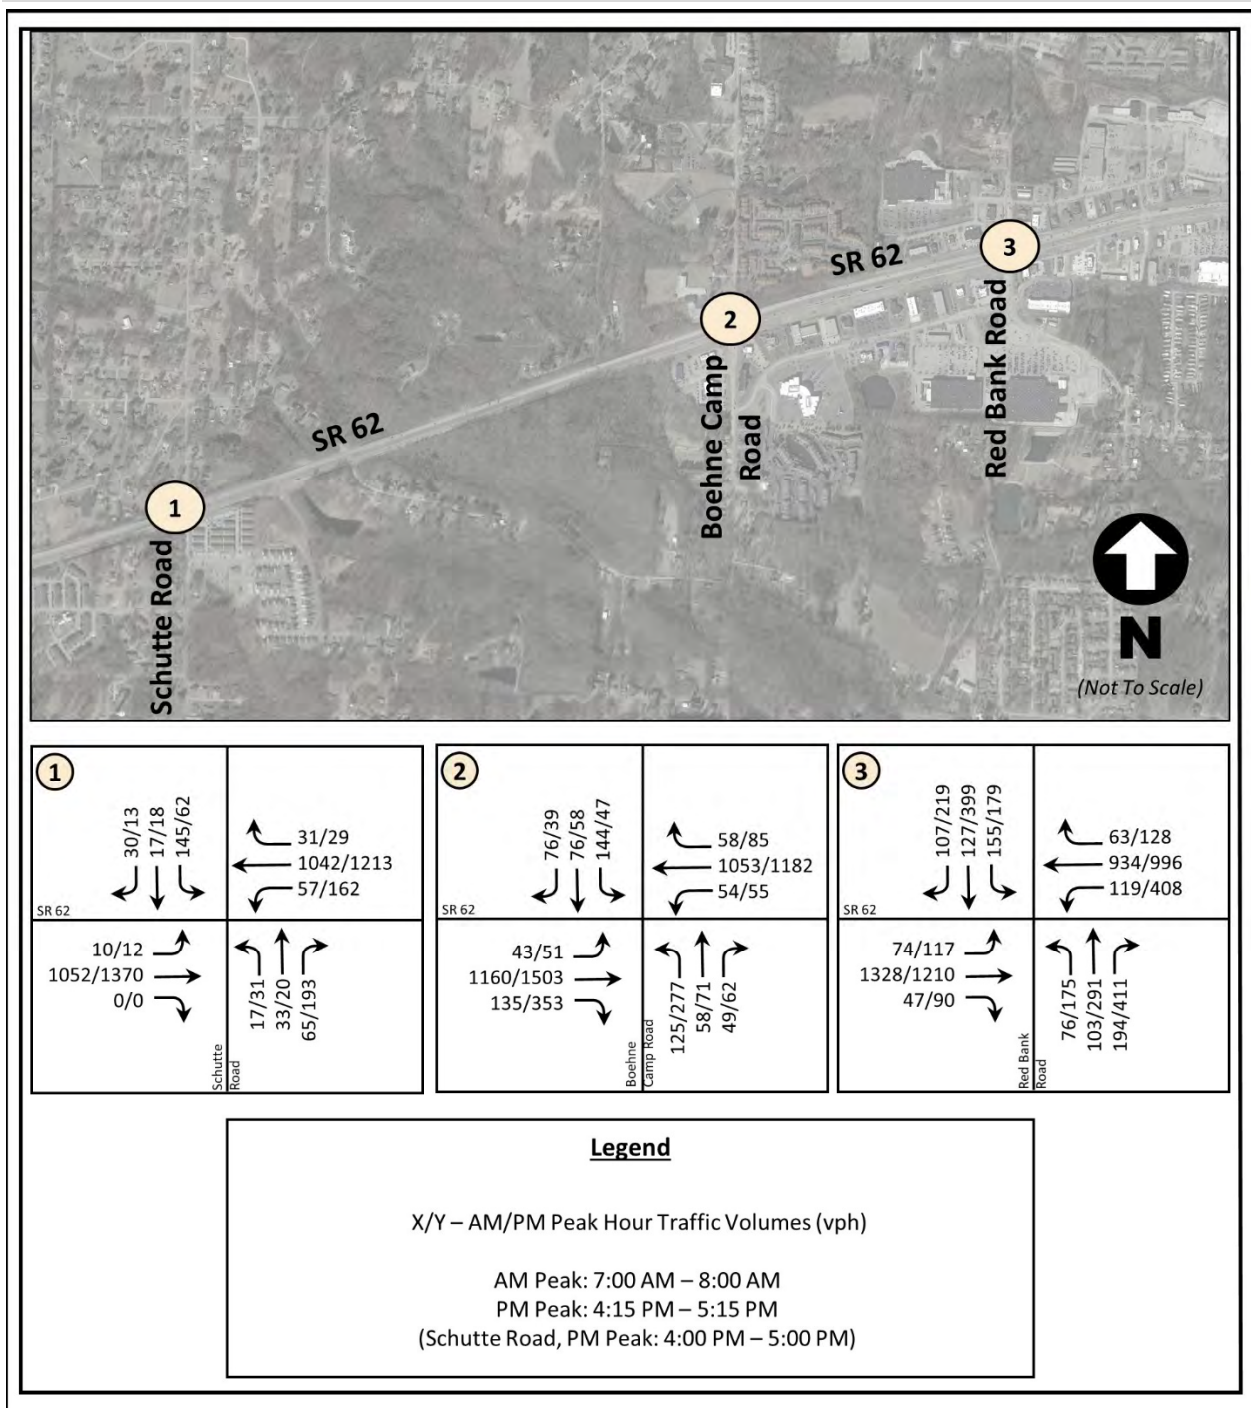 SR 62
3
2
SR 62
Red Bank Road
Boehne Camp
Road
1
Schutte Road
N
(Not To Scale)
1
30/13
17/18
145/62
31/29
1042/1213
57/162
SR 62
10/12
1052/1370
0/0
17/31
33/20
65/193
Schutte
Road
2
76/39
76/58
144/47
58/85
1053/1182
54/55
SR 62
43/51
1160/1503
135/353
125/277
58/71
49/62
Boehne
Camp Road
3
107/219
127/399
155/179
63/128
934/996
119/408
SR 62
74/117
1328/1210
47/90
76/175
103/291
194/411
Red Bank
Road
Legend
X/Y – AM/PM Peak Hour Traffic Volumes (vph)
AM Peak: 7:00 AM – 8:00 AM
PM Peak: 4:15 PM – 5:15 PM
(Schutte Road, PM Peak: 4:00 PM – 5:00 PM)